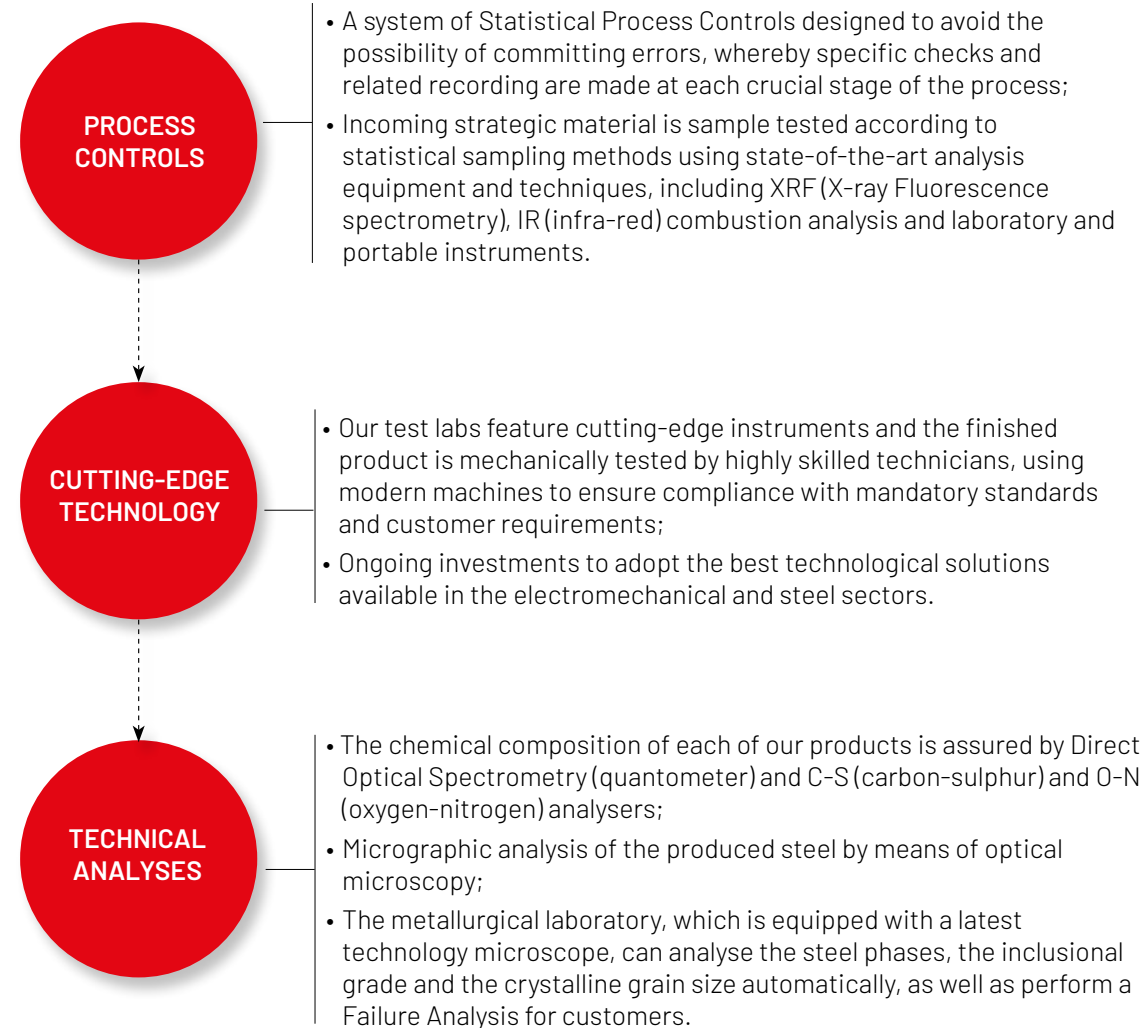 PROCESS
CONTROLS
• A system of Statistical Process Controls designed to avoid the
possibility of committing errors, whereby specific checks and
related recording are made at each crucial stage of the process;
• Incoming strategic material is sample tested according to
statistical sampling methods using state-of-the-art analysis
equipment and techniques, including XRF (X-ray Fluorescence
spectrometry), IR (infra-red) combustion analysis and laboratory and
portable instruments.
CUTTING-EDGE
TECHNOLOGY
• Our test labs feature cutting-edge instruments and the finished
product is mechanically tested by highly skilled technicians, using
modern machines to ensure compliance with mandatory standards
and customer requirements;
• Ongoing investments to adopt the best technological solutions
available in the electromechanical and steel sectors.
TECHNICAL
ANALYSES
• The chemical composition of each of our products is assured by Direct
Optical Spectrometry (quantometer) and C-S (carbon-sulphur) and O-N
(oxygen-nitrogen) analysers;
• Micrographic analysis of the produced steel by means of optical
microscopy;
• The metallurgical laboratory, which is equipped with a latest
technology microscope, can analyse the steel phases, the inclusional
grade and the crystalline grain size automatically, as well as perform a
Failure Analysis for customers.